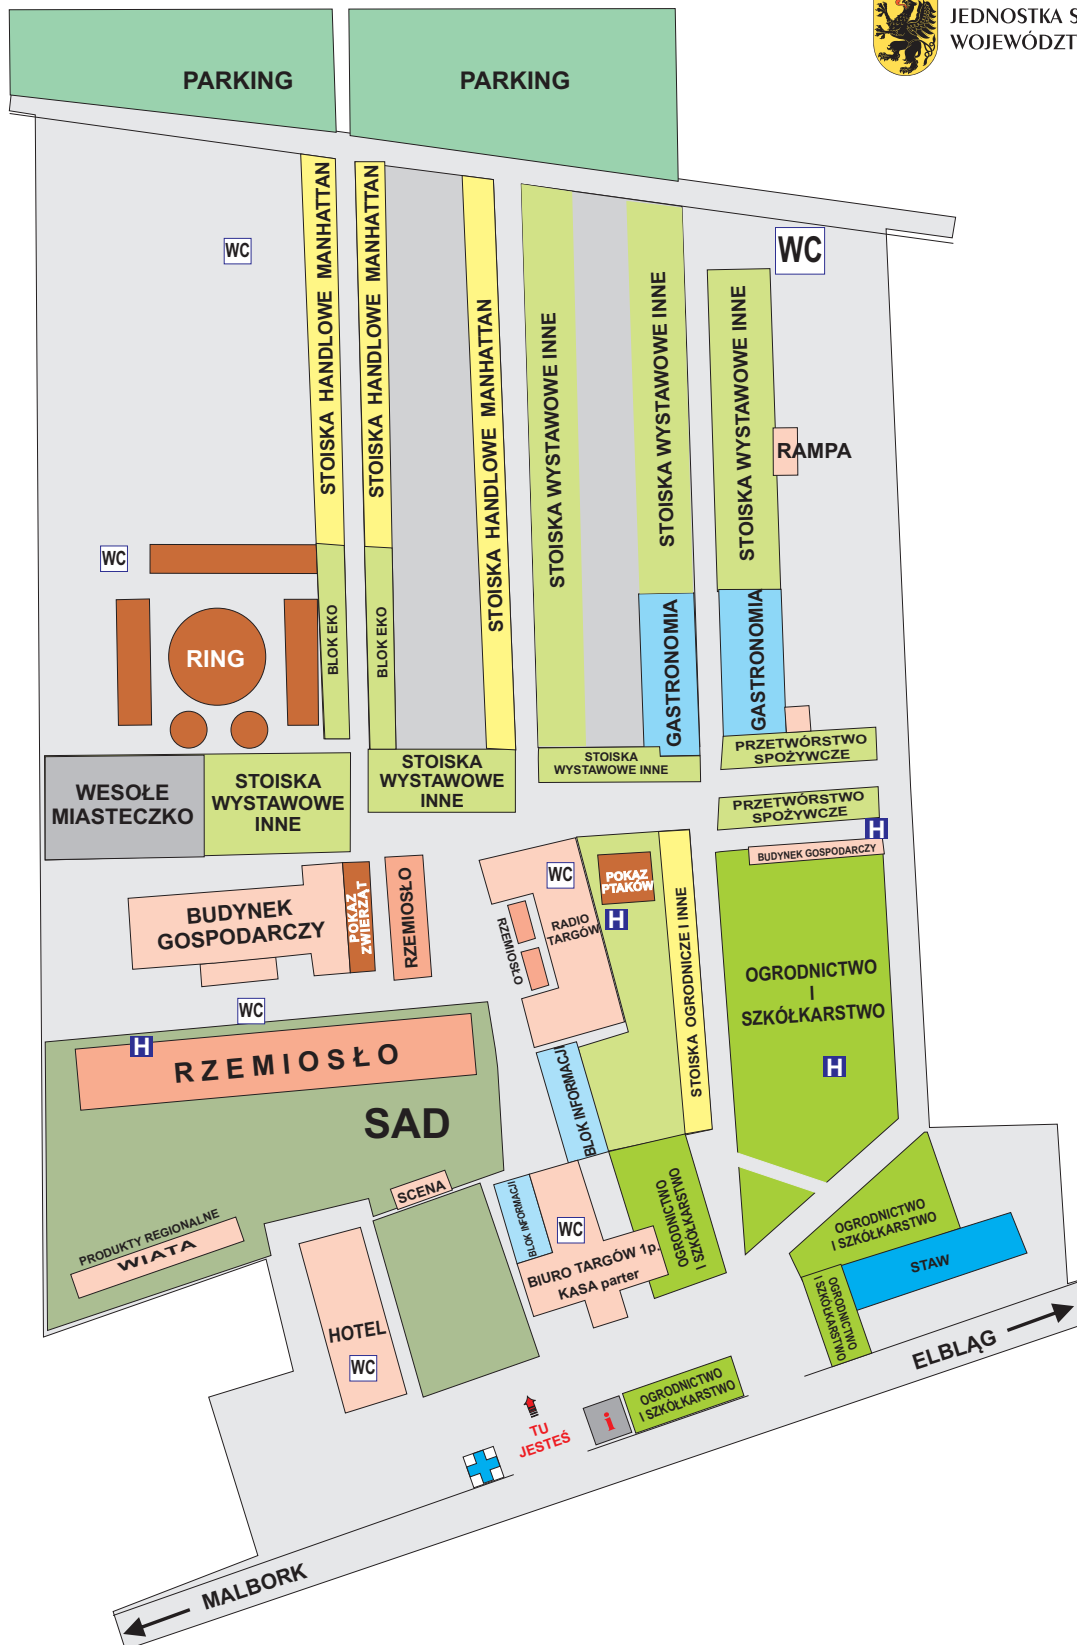 JEDNOSTKA S
WOJEWÓDZT
PARKING
PARKING
STOISKA HANDLOWE MANHATTAN
STOISKA HANDLOWE MANHATTAN
STOISKA HANDLOWE MANHATTAN
STOISKA WYSTAWOWE INNE
STOISKA WYSTAWOWE INNE
STOISKA WYSTAWOWE INNE
WC
WC
RAMPA
WC
RING
BLOK EKO
BLOK EKO
GASTRONOMIA
GASTRONOMIA
PRZETWÓRSTWO
SPOŻYWCZE
STOISKA
WYSTAWOWE INNE
STOISKA
WYSTAWOWE
INNE
STOISKA
WYSTAWOWE
INNE
WESOŁE
MIASTECZKO
PRZETWÓRSTWO
SPOŻYWCZE
H
BUDYNEK GOSPODARCZY
BUDYNEK
GOSPODARCZY
POKAZ
ZWIERZĄT
RZEMIOSŁO
WC
POKAZ
PTAKÓW
H
RADIO
TARGÓW
RZEMIOSŁO
STOISKA OGRODNICZE I INNE
OGRODNICTWO
I
SZKÓŁKARSTWO
H
WC
H
RZEMIOSŁO
SAD
BLOK INFORMACJI
SCENA
PRODUKTY REGIONALNE
WIATA
BLOK INFORMACJI
WC
BIURO TARGÓW 1p.
KASA parter
OGRODNICTWO
I SZKÓŁKARSTWO
OGRODNICTWO
I SZKÓŁKARSTWO
STAW
OGRODNICTWO
I SZKÓŁKARSTWO
HOTEL
WC
ELBLĄG
OGRODNICTWO
I SZKÓŁKARSTWO
i
TU
JESTEŚ
MALBORK